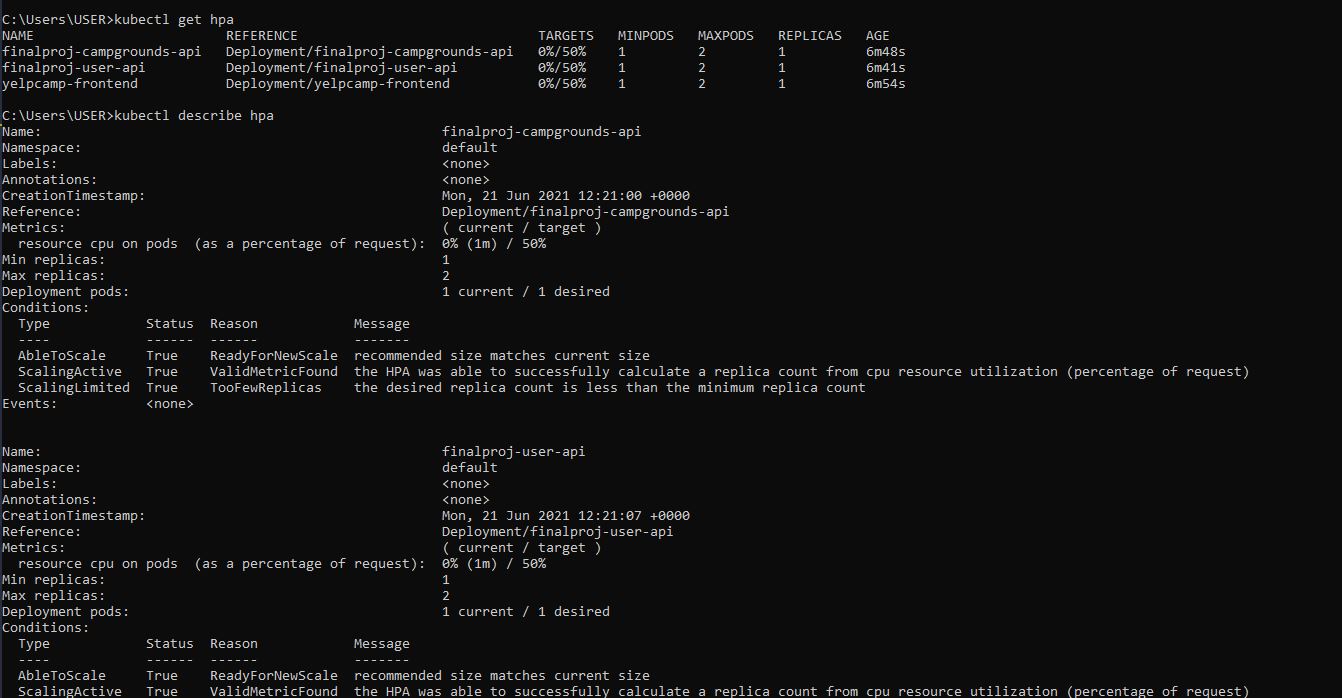 C:\Users\USER>kubectl get hpa
NAME REFERENCE TARGETS MINPODS MAXPODS REPLICAS AGE
finalproj-campgrounds-api Deployment/finalproj-campgrounds-api 0%/50% 1 2 1 6m48s
finalproj-user-api Deployment/finalproj-user-api 0%/50% 1 2 1 6m41s
yelpcamp-frontend Deployment/yelpcamp-frontend 0%/50% 1 2 1 6m54s
C:\Users\USER>kubectl describe hpa
Name: finalproj-campgrounds-api
Namespace: default
Labels: <none>
Annotations: <none>
CreationTimestamp: Mon, 21 Jun 2021 12:21:00 +0000
Reference: Deployment/finalproj-campgrounds-api
Metrics: ( current / target )
resource cpu on pods (as a percentage of request): 0% (1m) / 50%
Min replicas: 1
Max replicas: 2
Deployment pods: 1 current / 1 desired
Conditions:
Type Status Reason Message
---- ------ ------ -------
AbleToScale True ReadyForNewScale recommended size matches current size
ScalingActive True ValidMetricFound the HPA was able to successfully calculate a replica count from cpu resource utilization (percentage of request)
ScalingLimited True TooFewReplicas the desired replica count is less than the minimum replica count
Events: <none>
Name: finalproj-user-api
Namespace: default
Labels: <none>
Annotations: <none>
CreationTimestamp: Mon, 21 Jun 2021 12:21:07 +0000
Reference: Deployment/finalproj-user-api
Metrics: ( current / target )
resource cpu on pods (as a percentage of request): 0% (1m) / 50%
Min replicas: 1
Max replicas: 2
Deployment pods: 1 current / 1 desired
Conditions:
Type Status Reason Message
---- ------ ------ -------
AbleToScale True ReadyForNewScale recommended size matches current size
ScalingActive True ValidMetricFound the HPA was able to successfully calculate a replica count from cpu resource utilization (percentage of request)